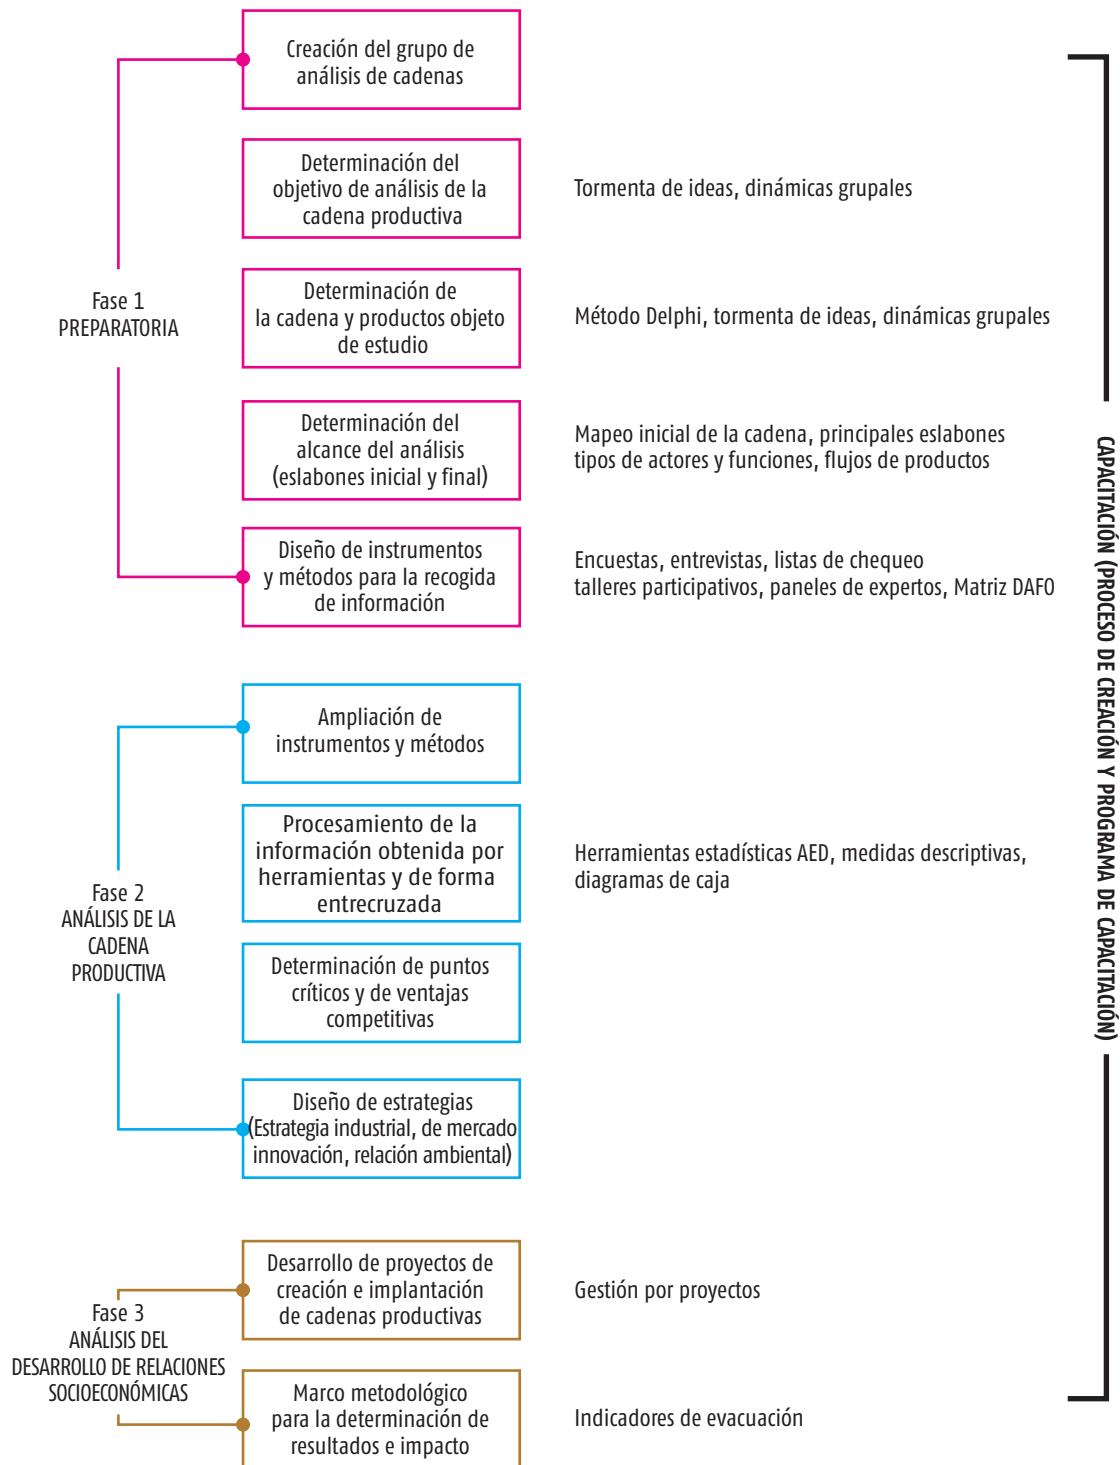 Creación del grupo de
análisis de cadenas
Determinación del
objetivo de análisis de la
cadena productiva
Tormenta de ideas, dinámicas grupales
Fase 1
PREPARATORIA
Determinación de
la cadena y productos objeto
de estudio
Método Delphi, tormenta de ideas, dinámicas grupales
Determinación del
alcance del análisis
(eslabones inicial y final)
Mapeo inicial de la cadena, principales eslabones
tipos de actores y funciones, flujos de productos
Diseño de instrumentos
y métodos para la recogida
de información
Encuestas, entrevistas, listas de chequeo
talleres participativos, paneles de expertos, Matriz DAFO
Ampliación de
instrumentos y métodos
Fase 2
ANÁLISIS DE LA
CADENA
PRODUCTIVA
Procesamiento de la
información obtenida por
herramientas y de forma
entrecruzada
Herramientas estadísticas AED, medidas descriptivas,
diagramas de caja
Determinación de puntos
críticos y de ventajas
competitivas
Diseño de estrategias
(Estrategia industrial, de mercado
innovación, relación ambiental)
Fase 3
ANÁLISIS DEL
DESARROLLO DE RELACIONES
SOCIOECONÓMICAS
Desarrollo de proyectos de
creación e implantación
de cadenas productivas
Gestión por proyectos
Marco metodológico
para la determinación de
resultados e impacto
Indicadores de evacuación
CAPACITACIÓN (PROCESO DE CREACIÓN Y PROGRAMA DE CAPACITACIÓN)